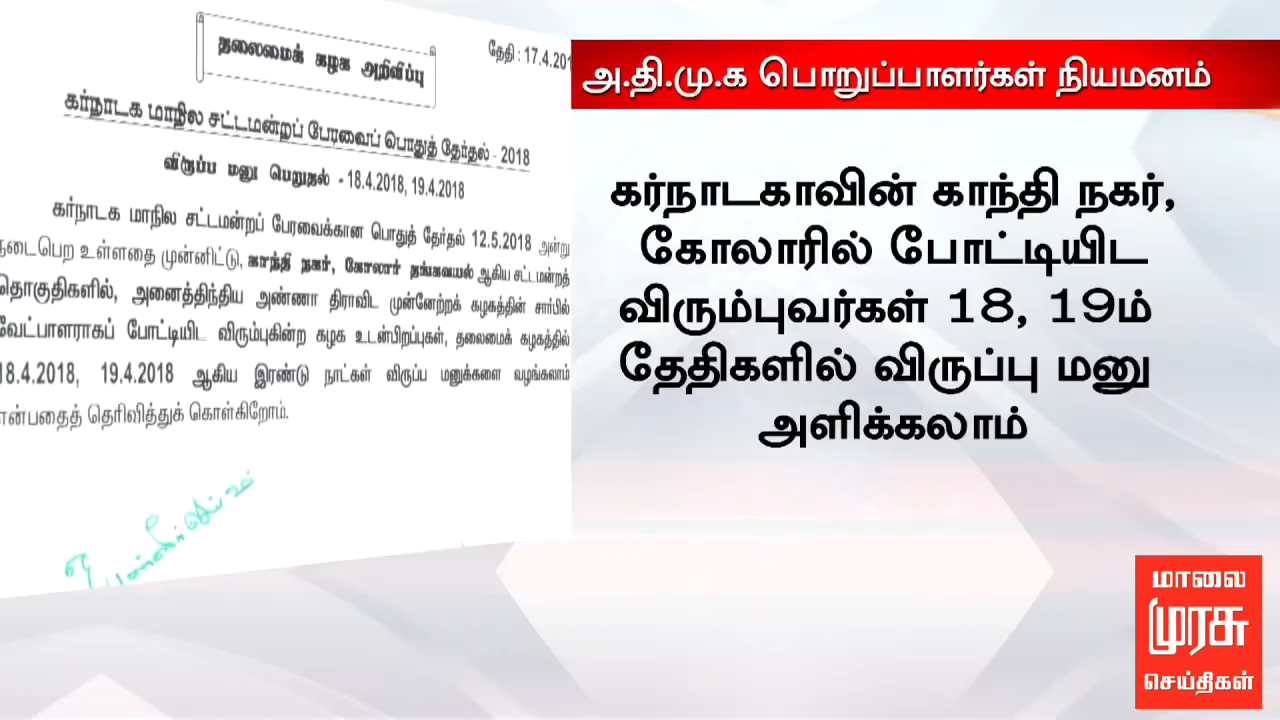 தலைமைக் கழக அறிவிப்பு
தேதி : 17.4.201
கர்நாடக மாநில சட்டமன்றப் பேரவைப் பொதுத் தேர்தல் - 2018
விருப்ப மனு பெறுதல் - 18.4.2018, 19.4.2018
கர்நாடக மாநில சட்டமன்றப் பேரவைக்கான பொதுத் தேர்தல் 12.5.2018 அன்று
நடைபெற உள்ளதை முன்னிட்டு, காந்தி நகர், கோலார் தங்கவயல் ஆகிய சட்டமன்றத்
தொகுதிகளில், அனைத்திந்திய அண்ணா திராவிட முன்னேற்றக் கழகத்தின் சார்பில்
வேட்பாளராகப் போட்டியிட விரும்புகின்ற கழக உடன்பிறப்புகள், தலைமைக் கழகத்தில்
18.4.2018, 19.4.2018 ஆகிய இரண்டு நாட்கள் விருப்ப மனுக்களை வழங்கலாம்
என்பதைத் தெரிவித்துக் கொள்கிறோம்.
அ.தி.மு.க பொறுப்பாளர்கள் நியமனம்
கர்நாடகாவின் காந்தி நகர்,
கோலாரில் போட்டியிட
விரும்புவர்கள் 18, 19ம்
தேதிகளில் விருப்பு மனு
அளிக்கலாம்
மாலை
முரசு
செய்திகள்